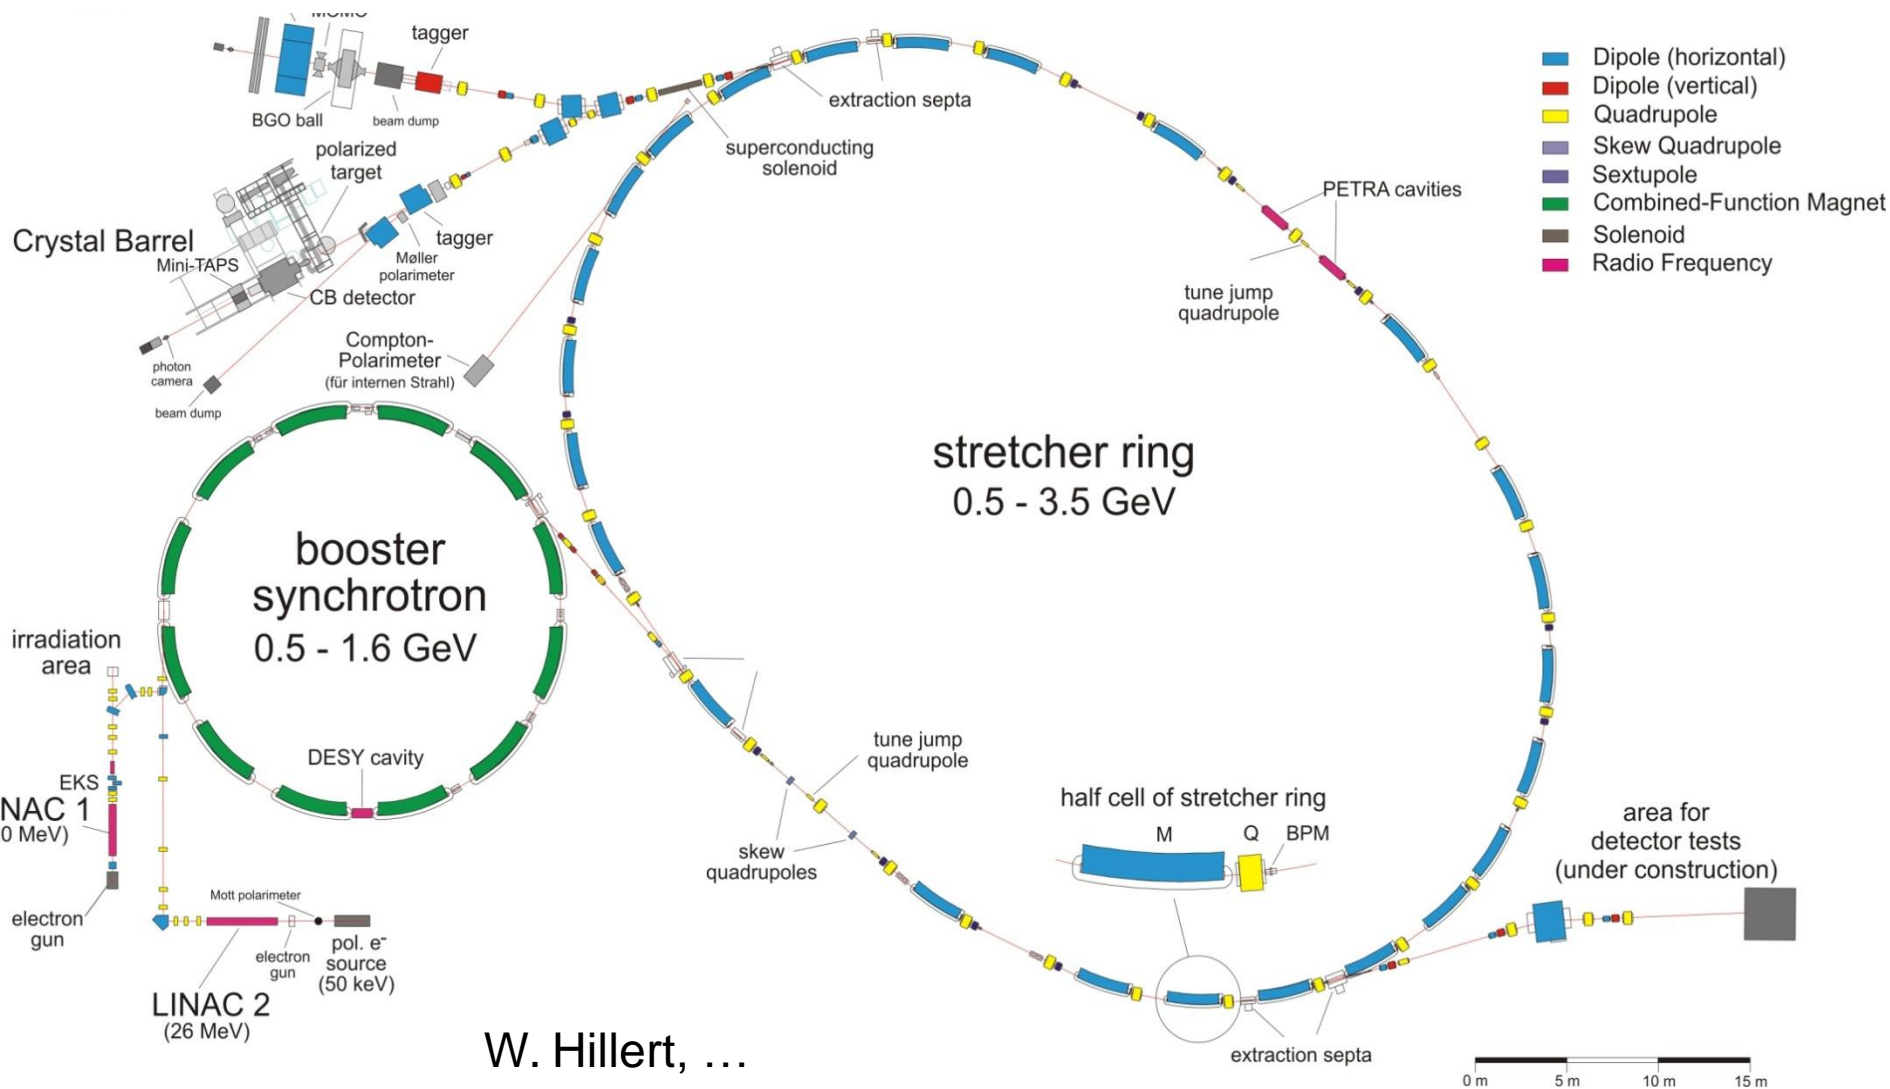 MOMO
tagger
BGO ball
beam dump
extraction septa
superconducting
solenoid
polarized
target
Crystal Barrel
Mini-TAPS
tagger
Møller
polarimeter
CB detector
photon
camera
beam dump
Compton-
Polarimeter
(für internen Strahl)
PETRA cavities
tune jump
quadrupole
Dipole (horizontal)
Dipole (vertical)
Quadrupole
Skew Quadrupole
Sextupole
Combined-Function Magnet
Solenoid
Radio Frequency
stretcher ring
0.5 - 3.5 GeV
booster
synchrotron
0.5 - 1.6 GeV
DESY cavity
irradiation
area
EKS
NAC 1
0 MeV)
electron
gun
Mott polarimeter
electron
gun
pol. e-
source
(50 keV)
LINAC 2
(26 MeV)
tune jump
quadrupole
skew
quadrupoles
half cell of stretcher ring
M
Q
BPM
area for
detector tests
(under construction)
extraction septa
W. Hillert, ...
0 m
5 m
10 m
15 m